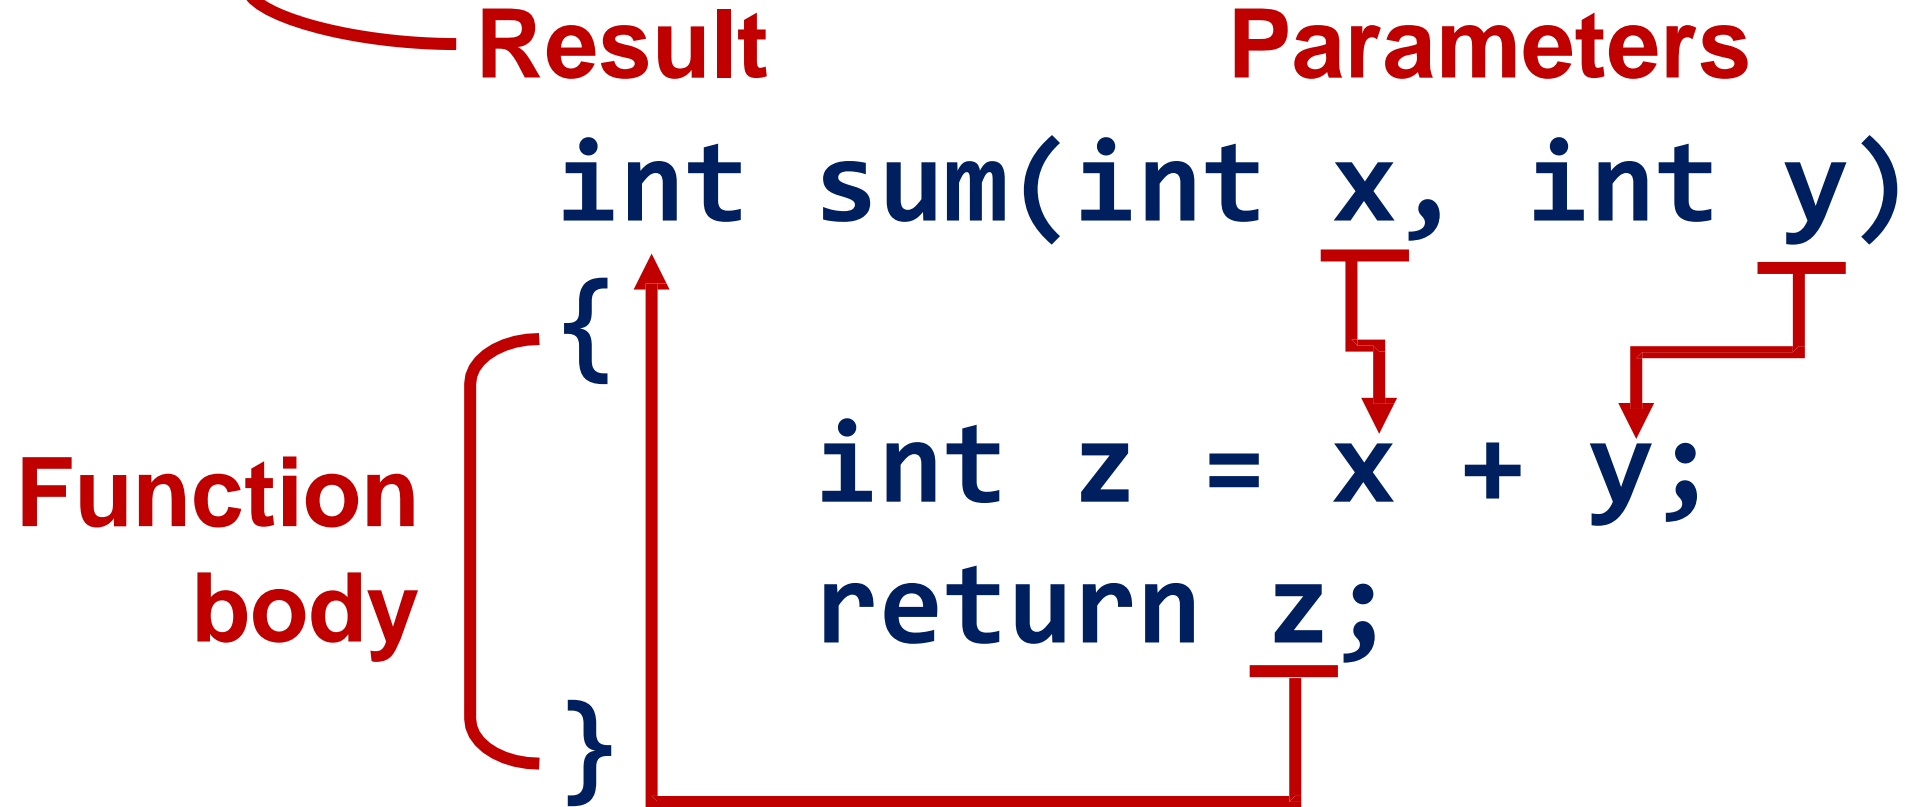 Result Parameters
int sum(int x, int y)
{
Function
int z = x + y;
body
return z;
}